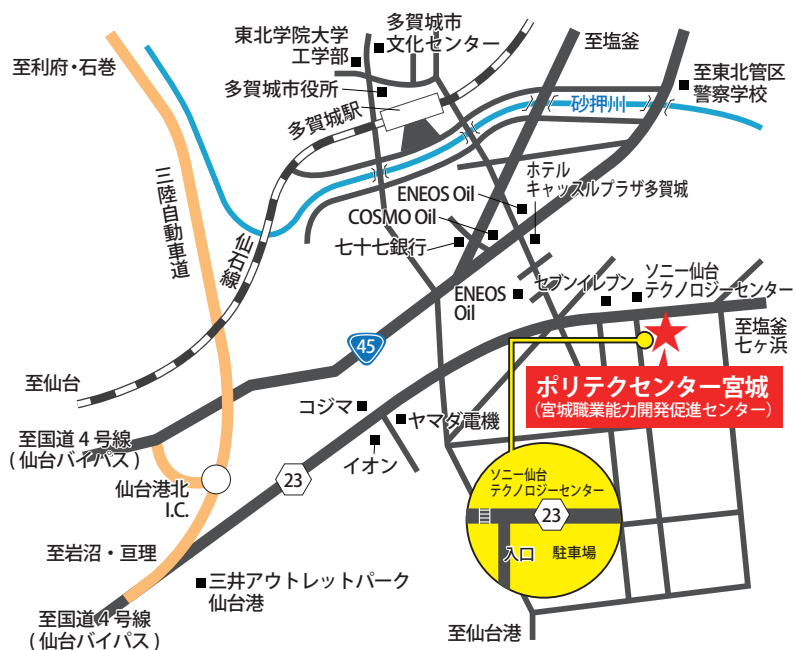 東北学院大学
工学部
多賀城市
文化センター
至塩釜
至利府・石巻
至東北管区
警察学校
多賀城市役所
多賀城駅
砂押川
ホテル
キャッスルプラザ多賀城
ENEOS Oil
COSMO Oil
七十七銀行
三陸自動車道
仙石線
ENEOS
Oil
セブンイレブン
ソニー仙台
テクノロジーセンター
至塩釜
七ヶ浜
45
至仙台
ポリテクセンター宮城
(宮城職業能力開発促進センター)
コジマ
ヤマダ電機
イオン
至国道4号線
(仙台バイパス)
仙台港北
I.C.
23
ソニー仙台
テクノロジーセンター
23
入口
駐車場
至岩沼・亘理
三井アウトレットパーク
仙台港
至国道4号線
(仙台バイパス)
至仙台港